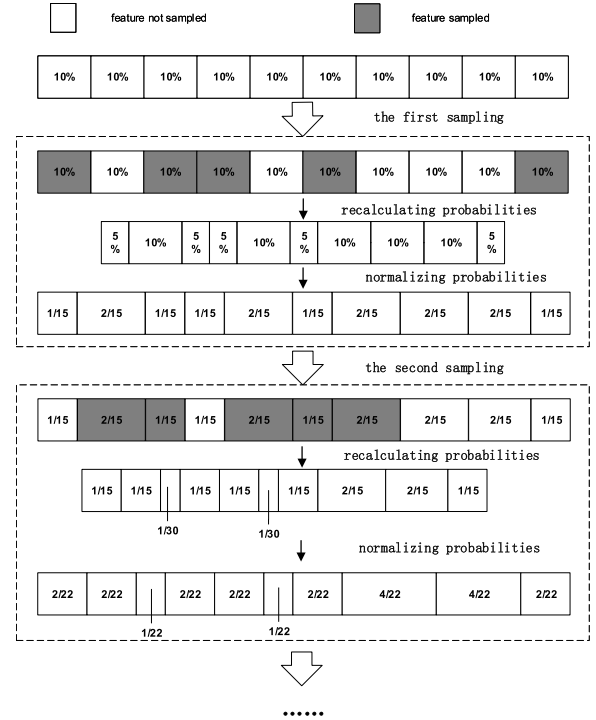 feature not sampled feature sampled
10% 10% 10% 10% 10% 10% 10% 10% 10% 10%
the first sampling
10% 10% 10% 10% 10% 10% 10% 10% 10% 10%
recalculating probabilities
5% 10% 5% 5% 10% 5% 10% 10% 10% 5%
normalizing probabilities
1/15 2/15 1/15 1/15 2/15 1/15 2/15 2/15 2/15 1/15
the second sampling
1/15 2/15 1/15 1/15 2/15 1/15 2/15 2/15 2/15 1/15
recalculating probabilities
1/15 1/15 1/15 1/15 1/15 2/15 2/15 1/15
1/30 1/30
normalizing probabilities
2/22 2/22 2/22 2/22 2/22 4/22 4/22 2/22
1/22 1/22
......